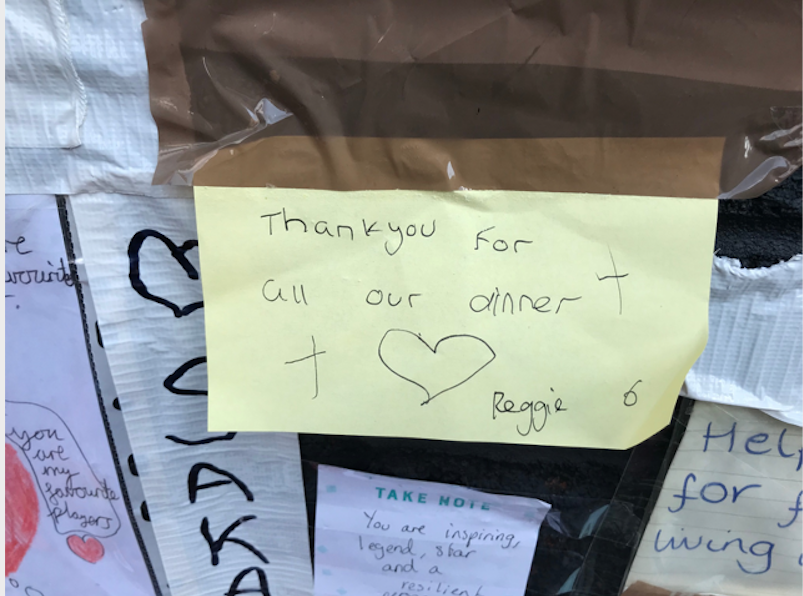 Thankyou For
all our dinner
Reggie 6
you
are
my
favourite
players
TAKE NOTE
You are inspiring,
legend, star
and a
resilient
Help
for
living